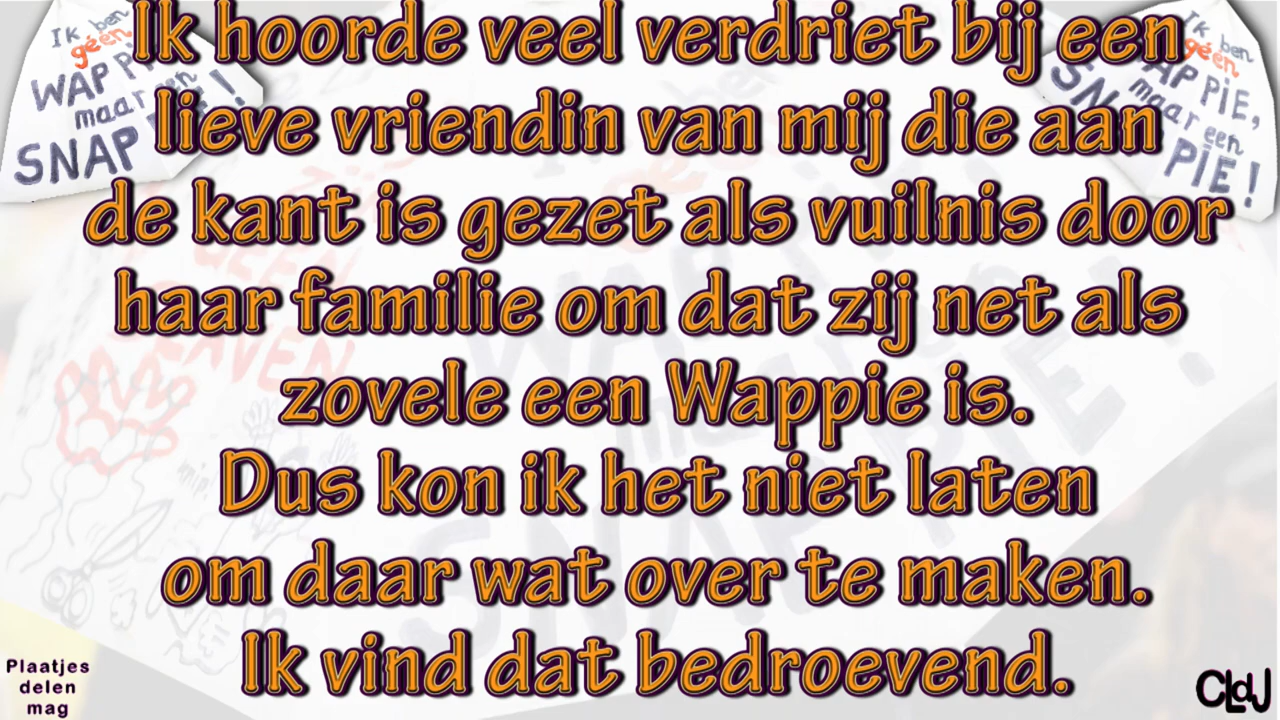 Ik hoorde veel verdriet bij een
lieve vriendin van mij die aan
de kant is gezet als vuilnis door
haar familie om dat zij net als
zovele een Wappie is.
Dus kon ik het niet laten
om daar wat over te maken.
Ik vind dat bedroevend.
Ik ben
géén
WAP Pi
maar een
SNAP
!
Ik ben
géén
WAP PiE,
maar een
SNAP PIE!
Plaatjes
delen
mag
CLdJ